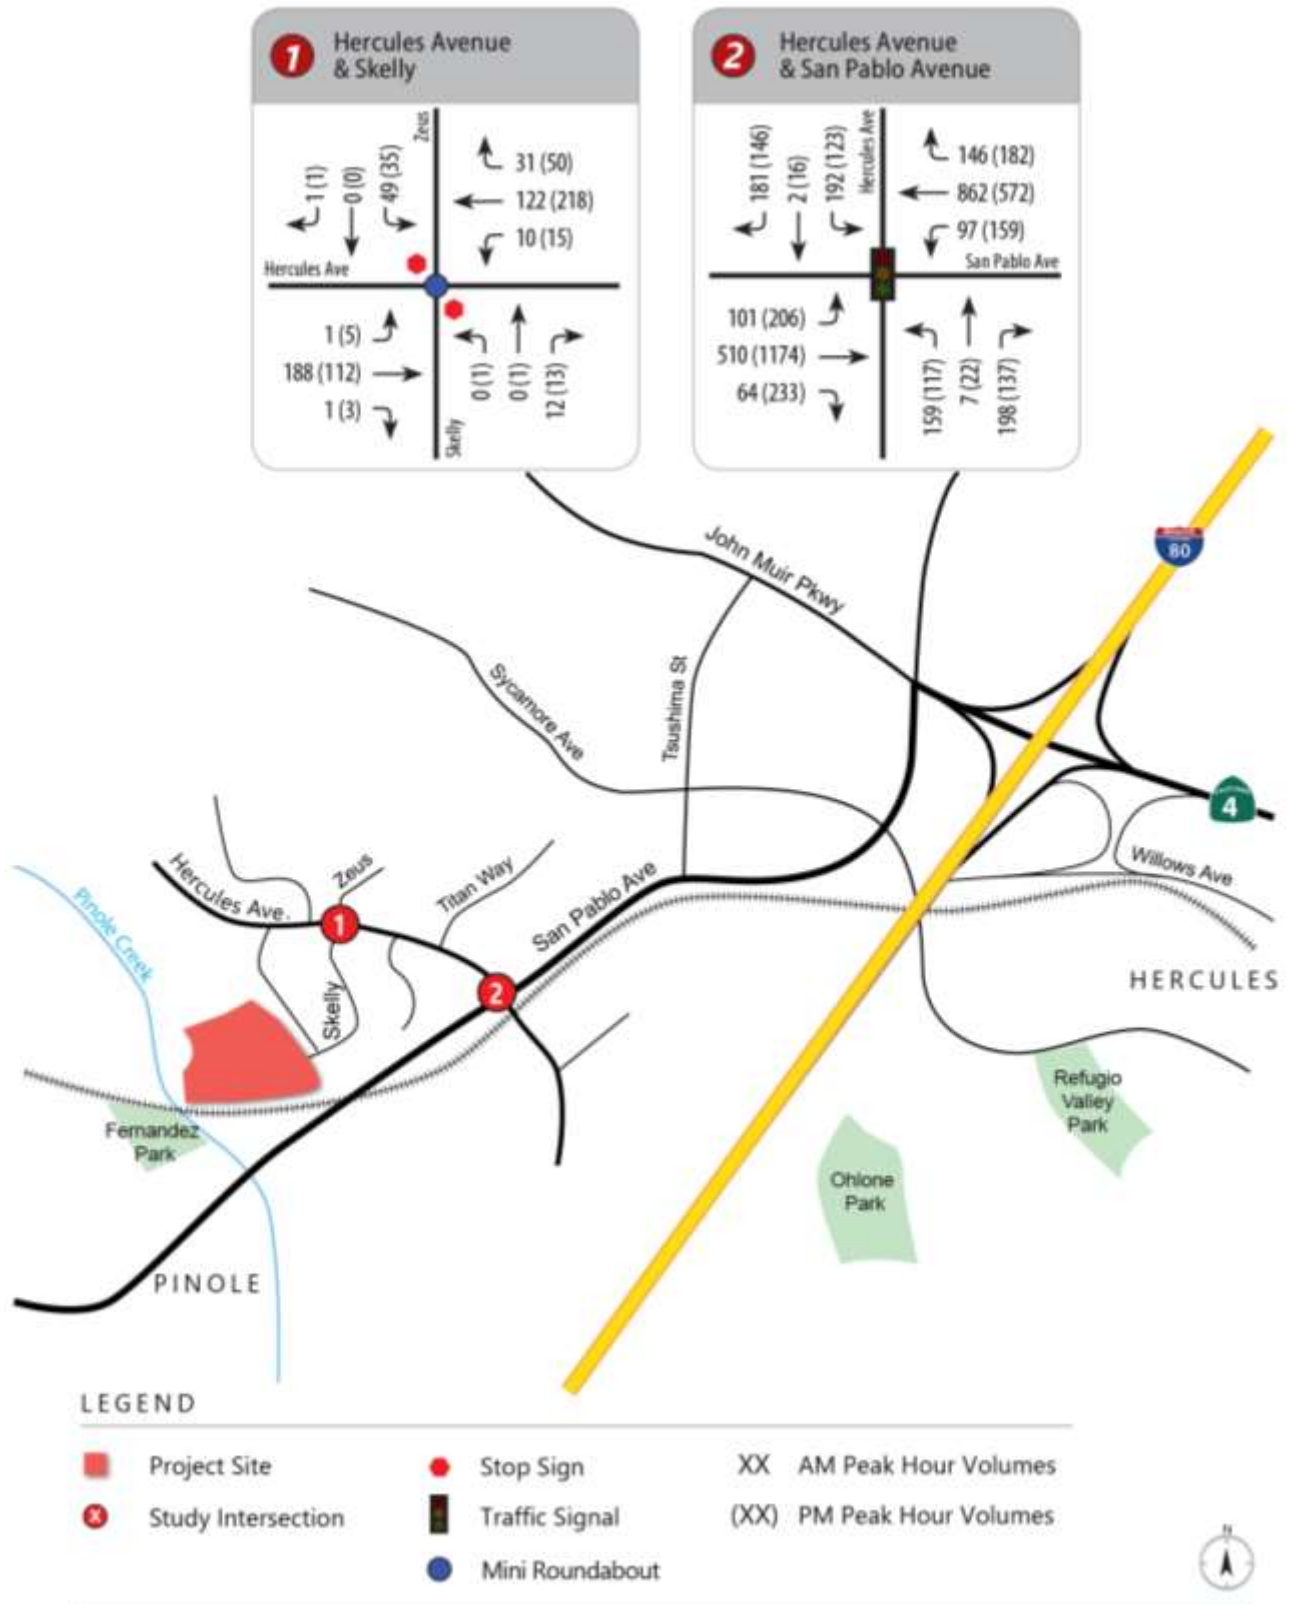 1
Hercules Avenue
& Skelly
Zeus
1 (1)
0 (0)
49 (35)
31 (50)
122 (218)
10 (15)
Hercules Ave
1 (5)
188 (112)
1 (3)
0 (1)
0 (1)
12 (13)
Skelly
2
Hercules Avenue
& San Pablo Avenue
Hercules Ave
181 (146)
2 (16)
192 (123)
146 (182)
862 (572)
97 (159)
San Pablo Ave
101 (206)
510 (1174)
64 (233)
159 (117)
7 (22)
198 (137)
John Muir Pkwy
80
Sycamore Ave
Tsushima St
4
Willows Ave
Hercules Ave.
Zeus
Titan Way
San Pablo Ave
Pinole Creek
1
2
Skelly
HERCULES
Fernandez
Park
Refugio
Valley
Park
Ohlone
Park
PINOLE
LEGEND
Project Site
Stop Sign
XX AM Peak Hour Volumes
X Study Intersection
Traffic Signal
(XX) PM Peak Hour Volumes
Mini Roundabout
N